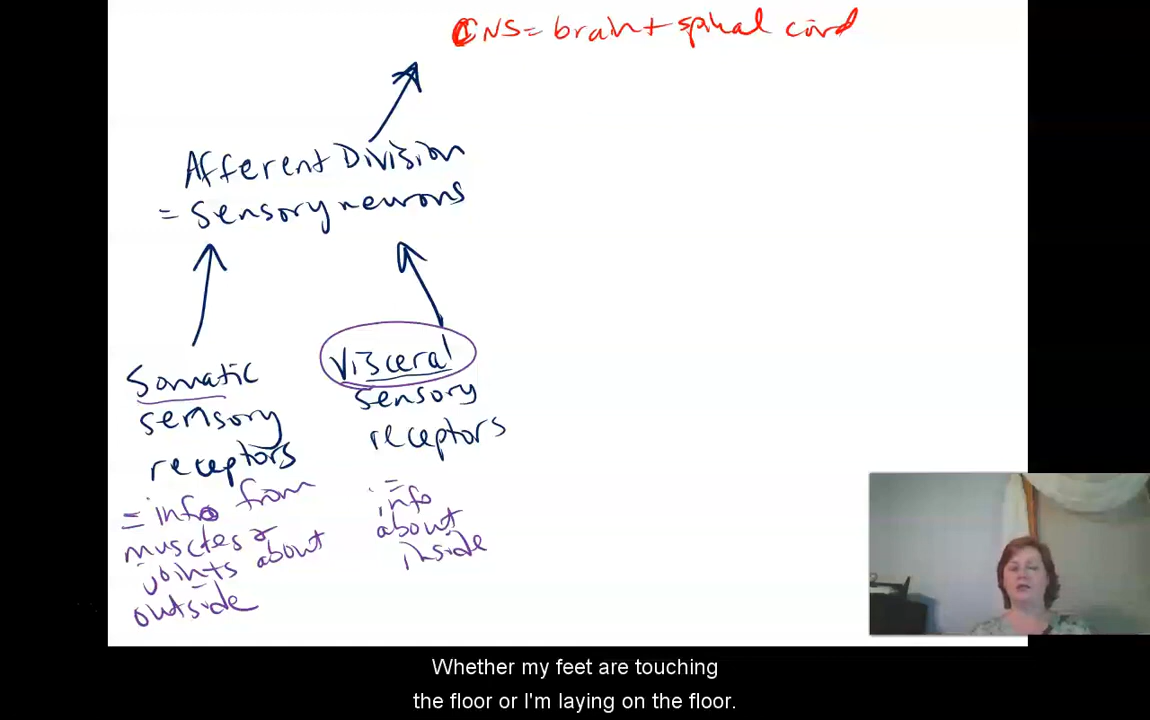 CNS = brain + spinal cord
Afferent Division
= sensory neurons
Somatic
sensory
receptors
= info from
muscles &
joints about
outside
Visceral
sensory
receptors
= info
about
inside
Whether my feet are touching
the floor or I'm laying on the floor.